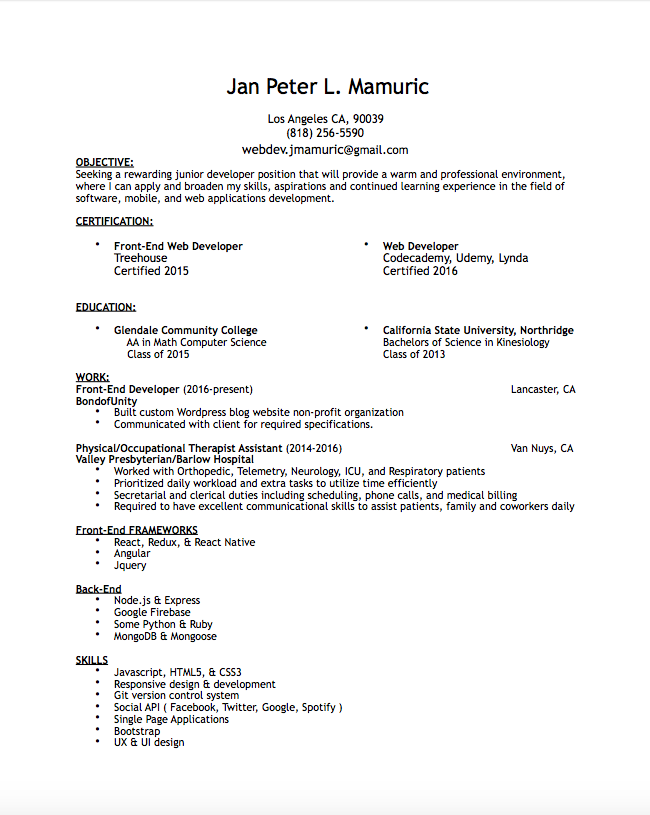 Jan Peter L. Mamuric
Los Angeles CA, 90039
(818) 256-5590
webdev.jmamuric@gmail.com
OBJECTIVE:
Seeking a rewarding junior developer position that will provide a warm and professional environment,
where I can apply and broaden my skills, aspirations and continued learning experience in the field of
software, mobile, and web applications development.
CERTIFICATION:
• Front-End Web Developer
Treehouse
Certified 2015
• Web Developer
Codecademy, Udemy, Lynda
Certified 2016
EDUCATION:
• Glendale Community College
AA in Math Computer Science
Class of 2015
• California State University, Northridge
Bachelors of Science in Kinesiology
Class of 2013
WORK:
Front-End Developer (2016-present) Lancaster, CA
BondofUnity
• Built custom Wordpress blog website non-profit organization
• Communicated with client for required specifications.
Physical/Occupational Therapist Assistant (2014-2016) Van Nuys, CA
Valley Presbyterian/Barlow Hospital
• Worked with Orthopedic, Telemetry, Neurology, ICU, and Respiratory patients
• Prioritized daily workload and extra tasks to utilize time efficiently
• Secretarial and clerical duties including scheduling, phone calls, and medical billing
• Required to have excellent communicational skills to assist patients, family and coworkers daily
Front-End FRAMEWORKS
• React, Redux, & React Native
• Angular
• Jquery
Back-End
• Node.js & Express
• Google Firebase
• Some Python & Ruby
• MongoDB & Mongoose
SKILLS
• Javascript, HTML5, & CSS3
• Responsive design & development
• Git version control system
• Social API ( Facebook, Twitter, Google, Spotify )
• Single Page Applications
• Bootstrap
• UX & UI design